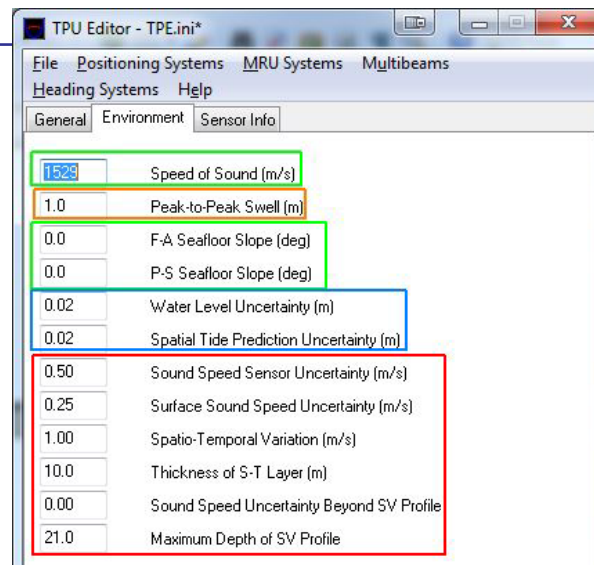 TPU Editor - TPE.ini*
File Positioning Systems MRU Systems Multibeams
Heading Systems Help
General Environment Sensor Info
1529 Speed of Sound (m/s)
1.0 Peak-to-Peak Swell (m)
0.0 F-A Seafloor Slope (deg)
0.0 P-S Seafloor Slope (deg)
0.02 Water Level Uncertainty (m)
0.02 Spatial Tide Prediction Uncertainty (m)
0.50 Sound Speed Sensor Uncertainty (m/s)
0.25 Surface Sound Speed Uncertainty (m/s)
1.00 Spatio-Temporal Variation (m/s)
10.0 Thickness of S-T Layer (m)
0.00 Sound Speed Uncertainty Beyond SV Profile
21.0 Maximum Depth of SV Profile